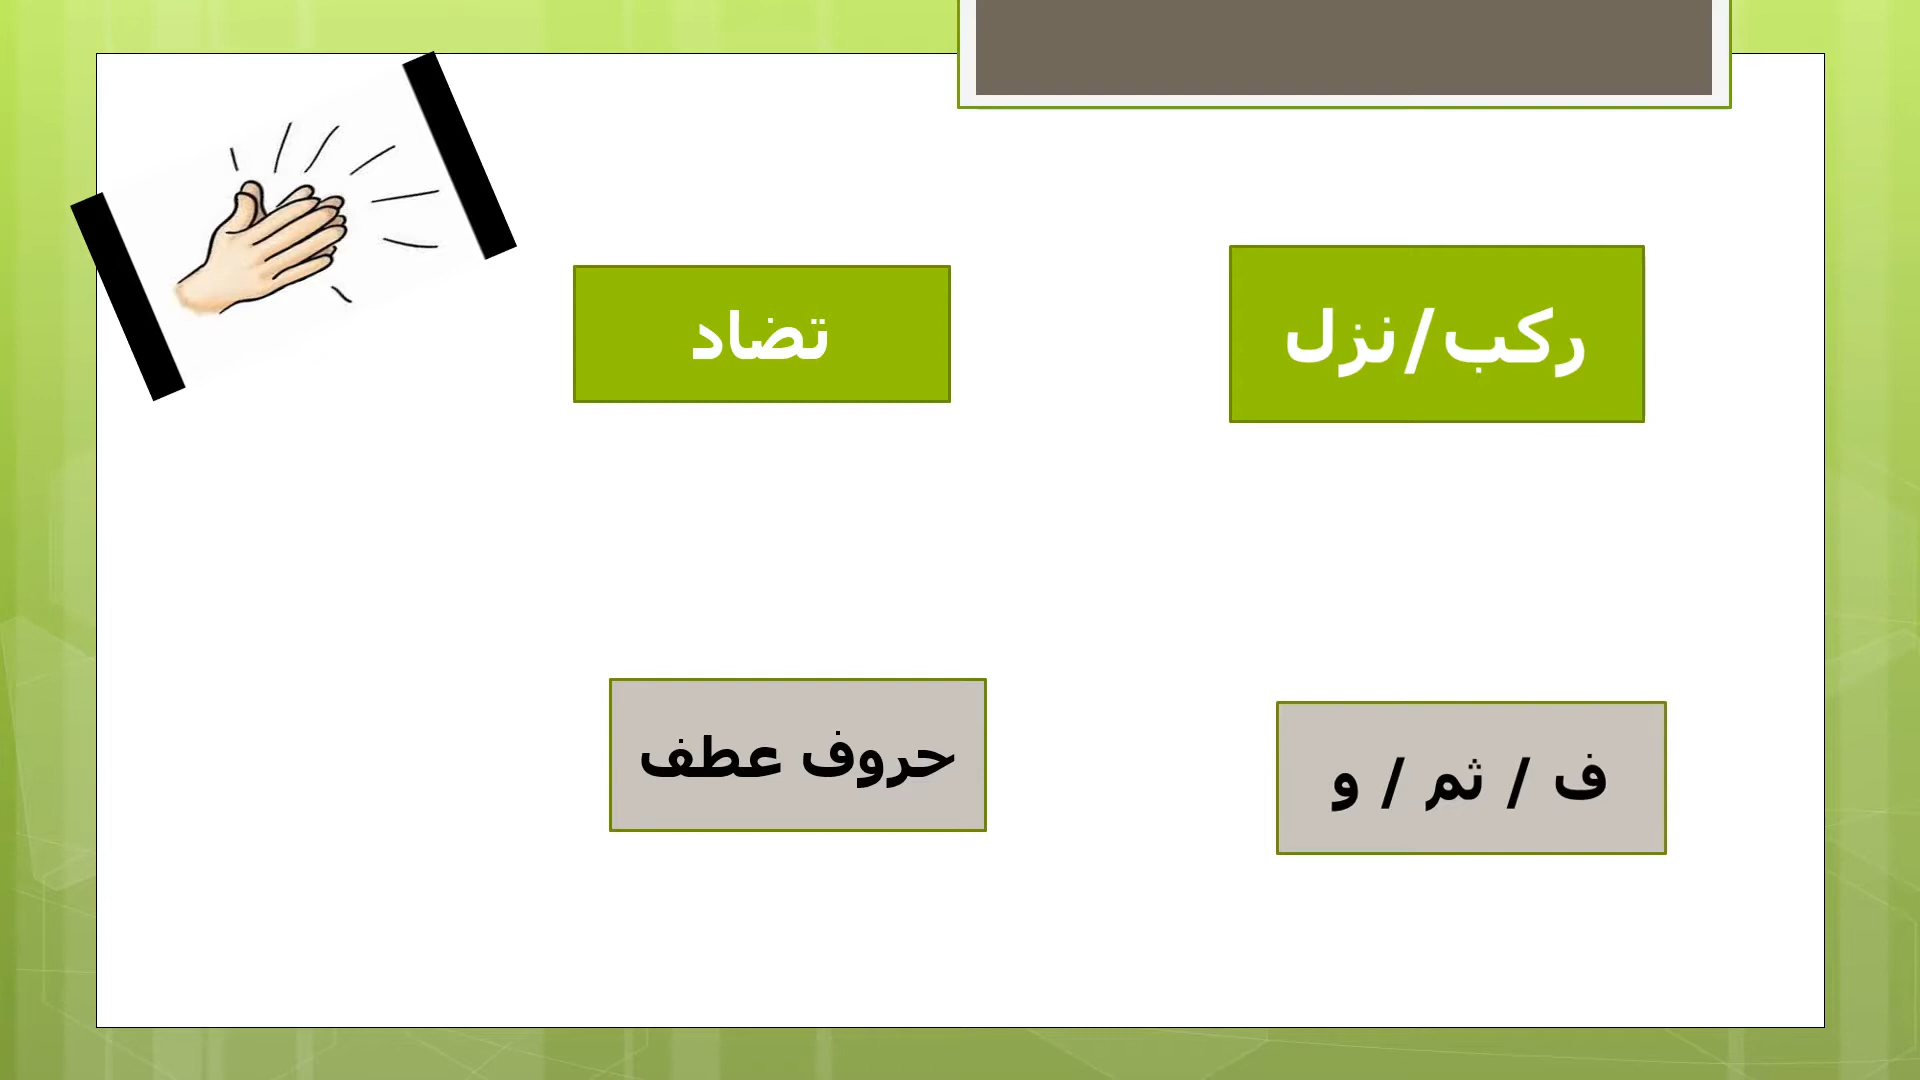 ركب/نزل
تضاد
ف / ثم / و
حروف عطف